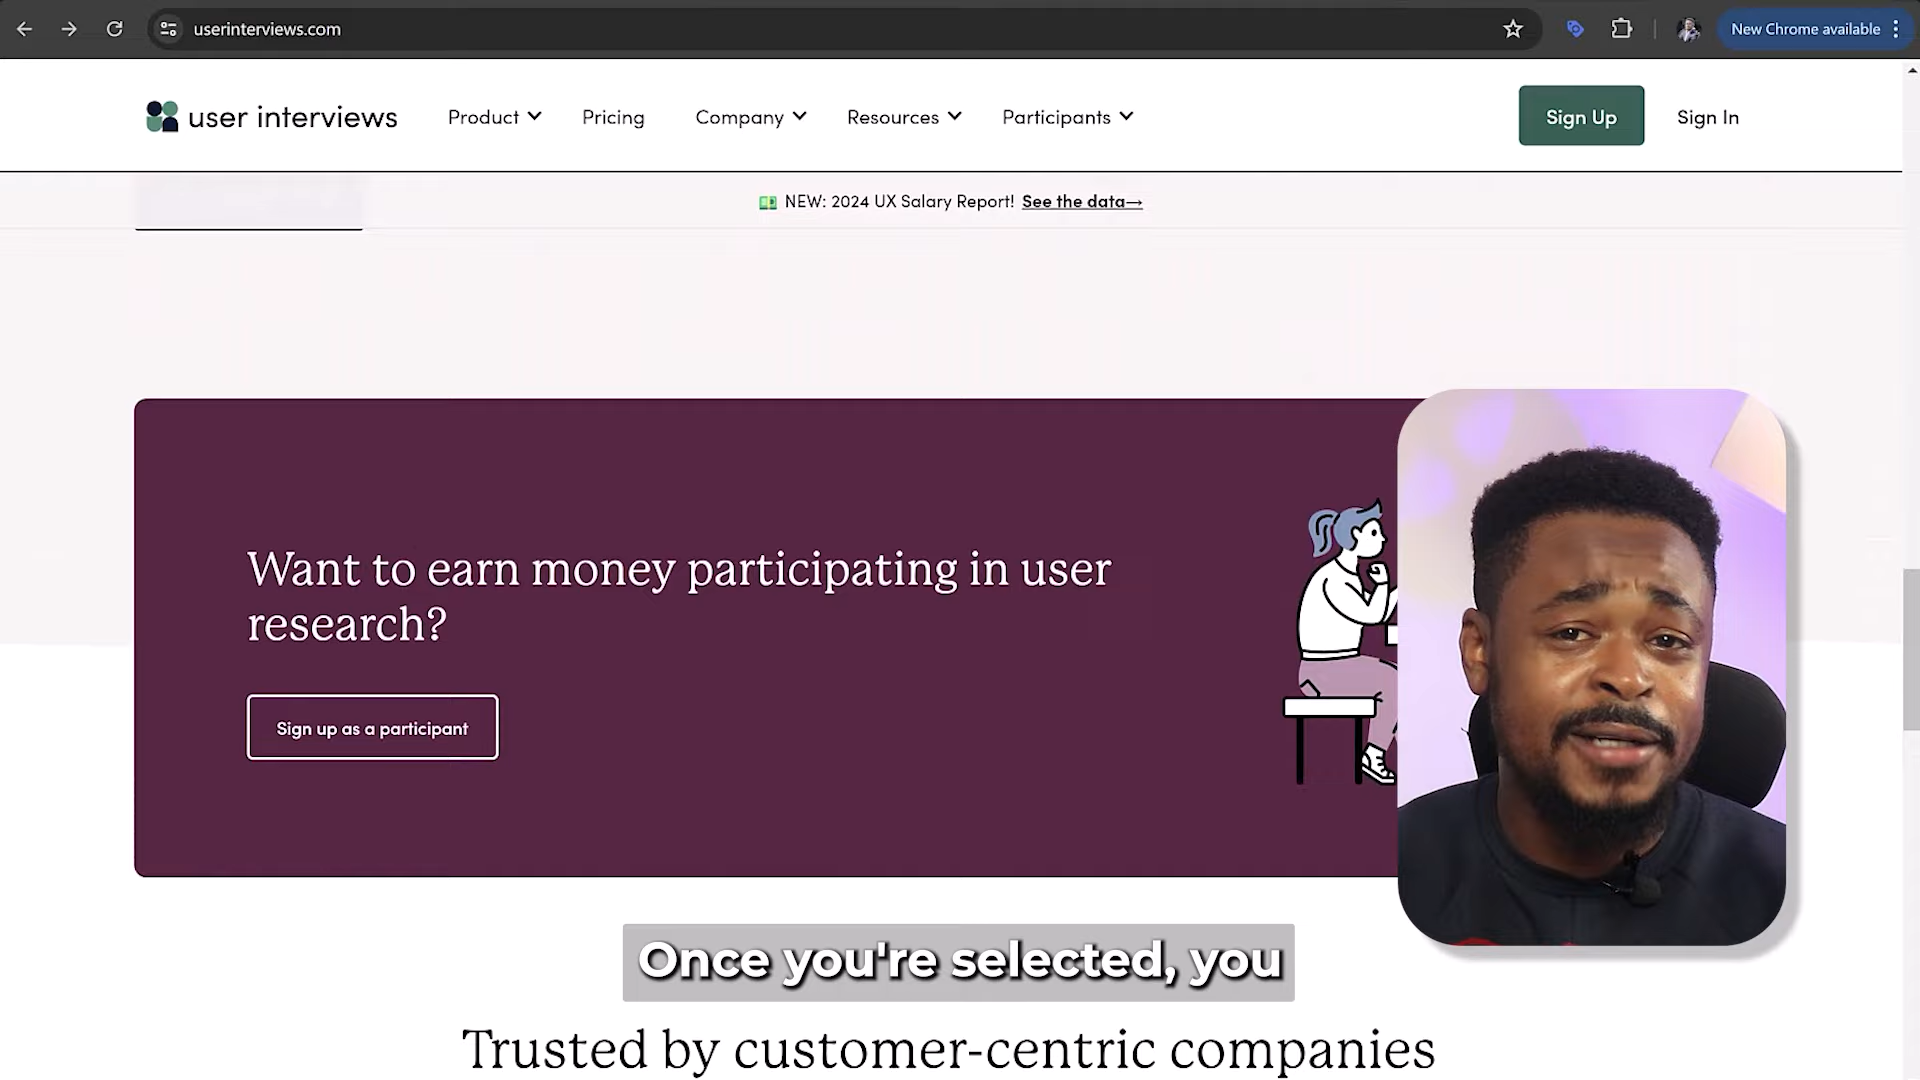 userinterviews.com
New Chrome available
user interviews
Product
Pricing
Company
Resources
Participants
Sign Up
Sign In
NEW: 2024 UX Salary Report! See the data→
Want to earn money participating in user
research?
Sign up as a participant
Once you're selected, you
Trusted by customer-centric companies